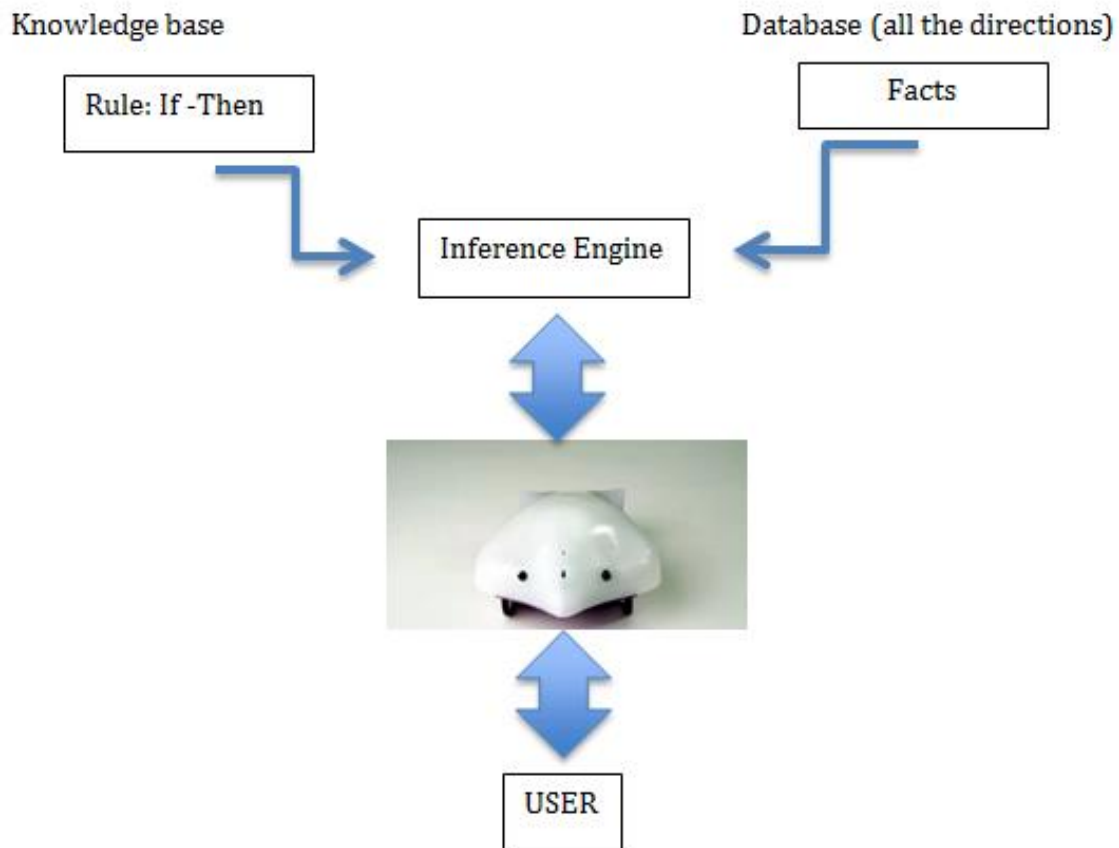 Knowledge base
Database (all the directions)
Rule: If -Then
Facts
Inference Engine
USER